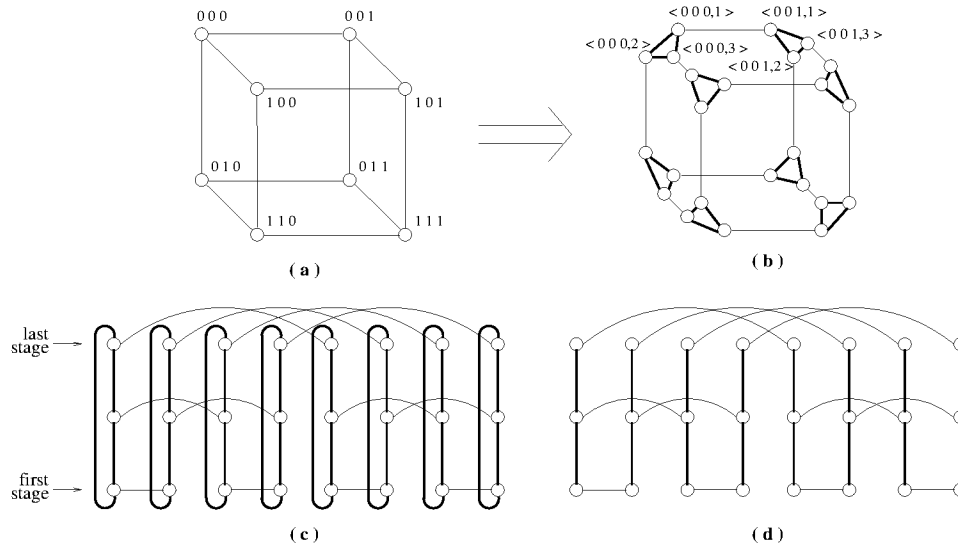 0 0 0
0 0 1
1 0 0
1 0 1
0 1 0
0 1 1
1 1 0
1 1 1
( a )
< 0 0 0,1 >
< 0 0 1,1 >
< 0 0 0,2 >
< 0 0 0,3 >
< 0 0 1,3 >
< 0 0 1,2 >
( b )
last
stage
first
stage
( c )
( d )